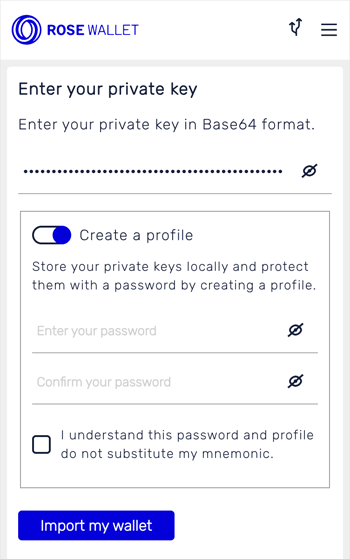 ROSE WALLET
Enter your private key
Enter your private key in Base64 format.
Create a profile
Store your private keys locally and protect
them with a password by creating a profile.
Enter your password
Confirm your password
I understand this password and profile
do not substitute my mnemonic.
Import my wallet